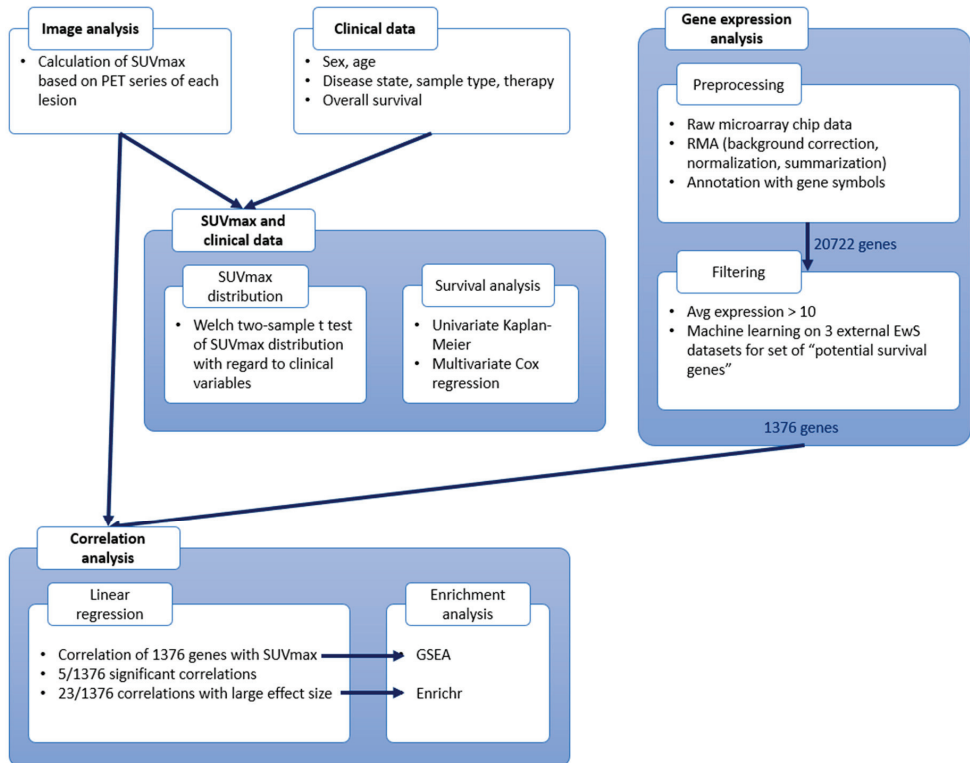 Image analysis
• Calculation of SUVmax
based on PET series of each
lesion
Clinical data
• Sex, age
• Disease state, sample type, therapy
• Overall survival
Gene expression
analysis
Preprocessing
• Raw microarray chip data
• RMA (background correction,
normalization, summarization)
• Annotation with gene symbols
20722 genes
Filtering
• Avg expression > 10
• Machine learning on 3 external EwS
datasets for set of “potential survival
genes”
1376 genes
SUVmax and
clinical data
SUVmax
distribution
• Welch two-sample t test
of SUVmax distribution
with regard to clinical
variables
Survival analysis
• Univariate Kaplan-
Meier
• Multivariate Cox
regression
Correlation
analysis
Linear
regression
• Correlation of 1376 genes with SUVmax
• 5/1376 significant correlations
• 23/1376 correlations with large effect size
Enrichment
analysis
GSEA
Enrichr